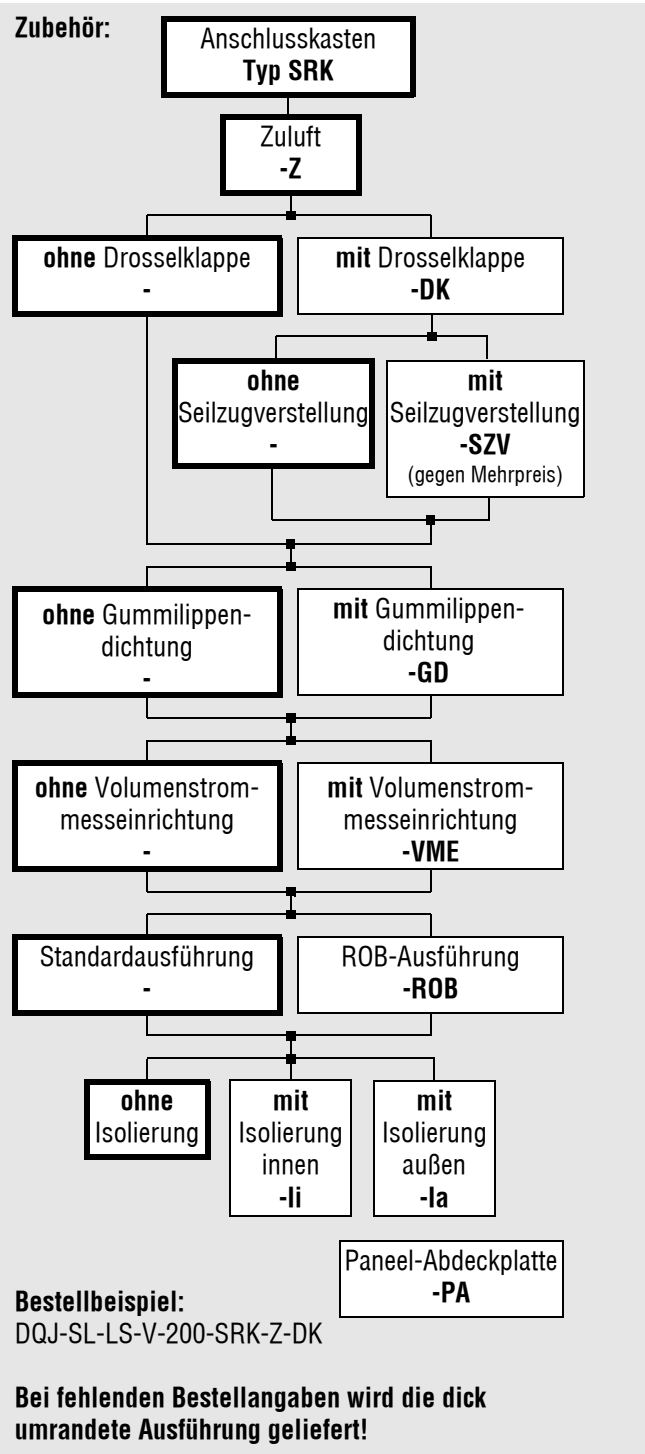 Zubehör:
Anschlusskasten
Typ SRK
Zuluft
-Z
ohne Drosselklappe
-
mit Drosselklappe
-DK
ohne
Seilzugverstellung
-
mit
Seilzugverstellung
-SZV
(gegen Mehrpreis)
ohne Gummilippen-
dichtung
-
mit Gummilippen-
dichtung
-GD
ohne Volumenstrom-
messeinrichtung
-
mit Volumenstrom-
messeinrichtung
-VME
Standardausführung
-
ROB-Ausführung
-ROB
ohne
Isolierung
mit
Isolierung
innen
-Ii
mit
Isolierung
außen
-Ia
Paneel-Abdeckplatte
-PA
Bestellbeispiel:
DQJ-SL-LS-V-200-SRK-Z-DK
Bei fehlenden Bestellangaben wird die dick
umrandete Ausführung geliefert!